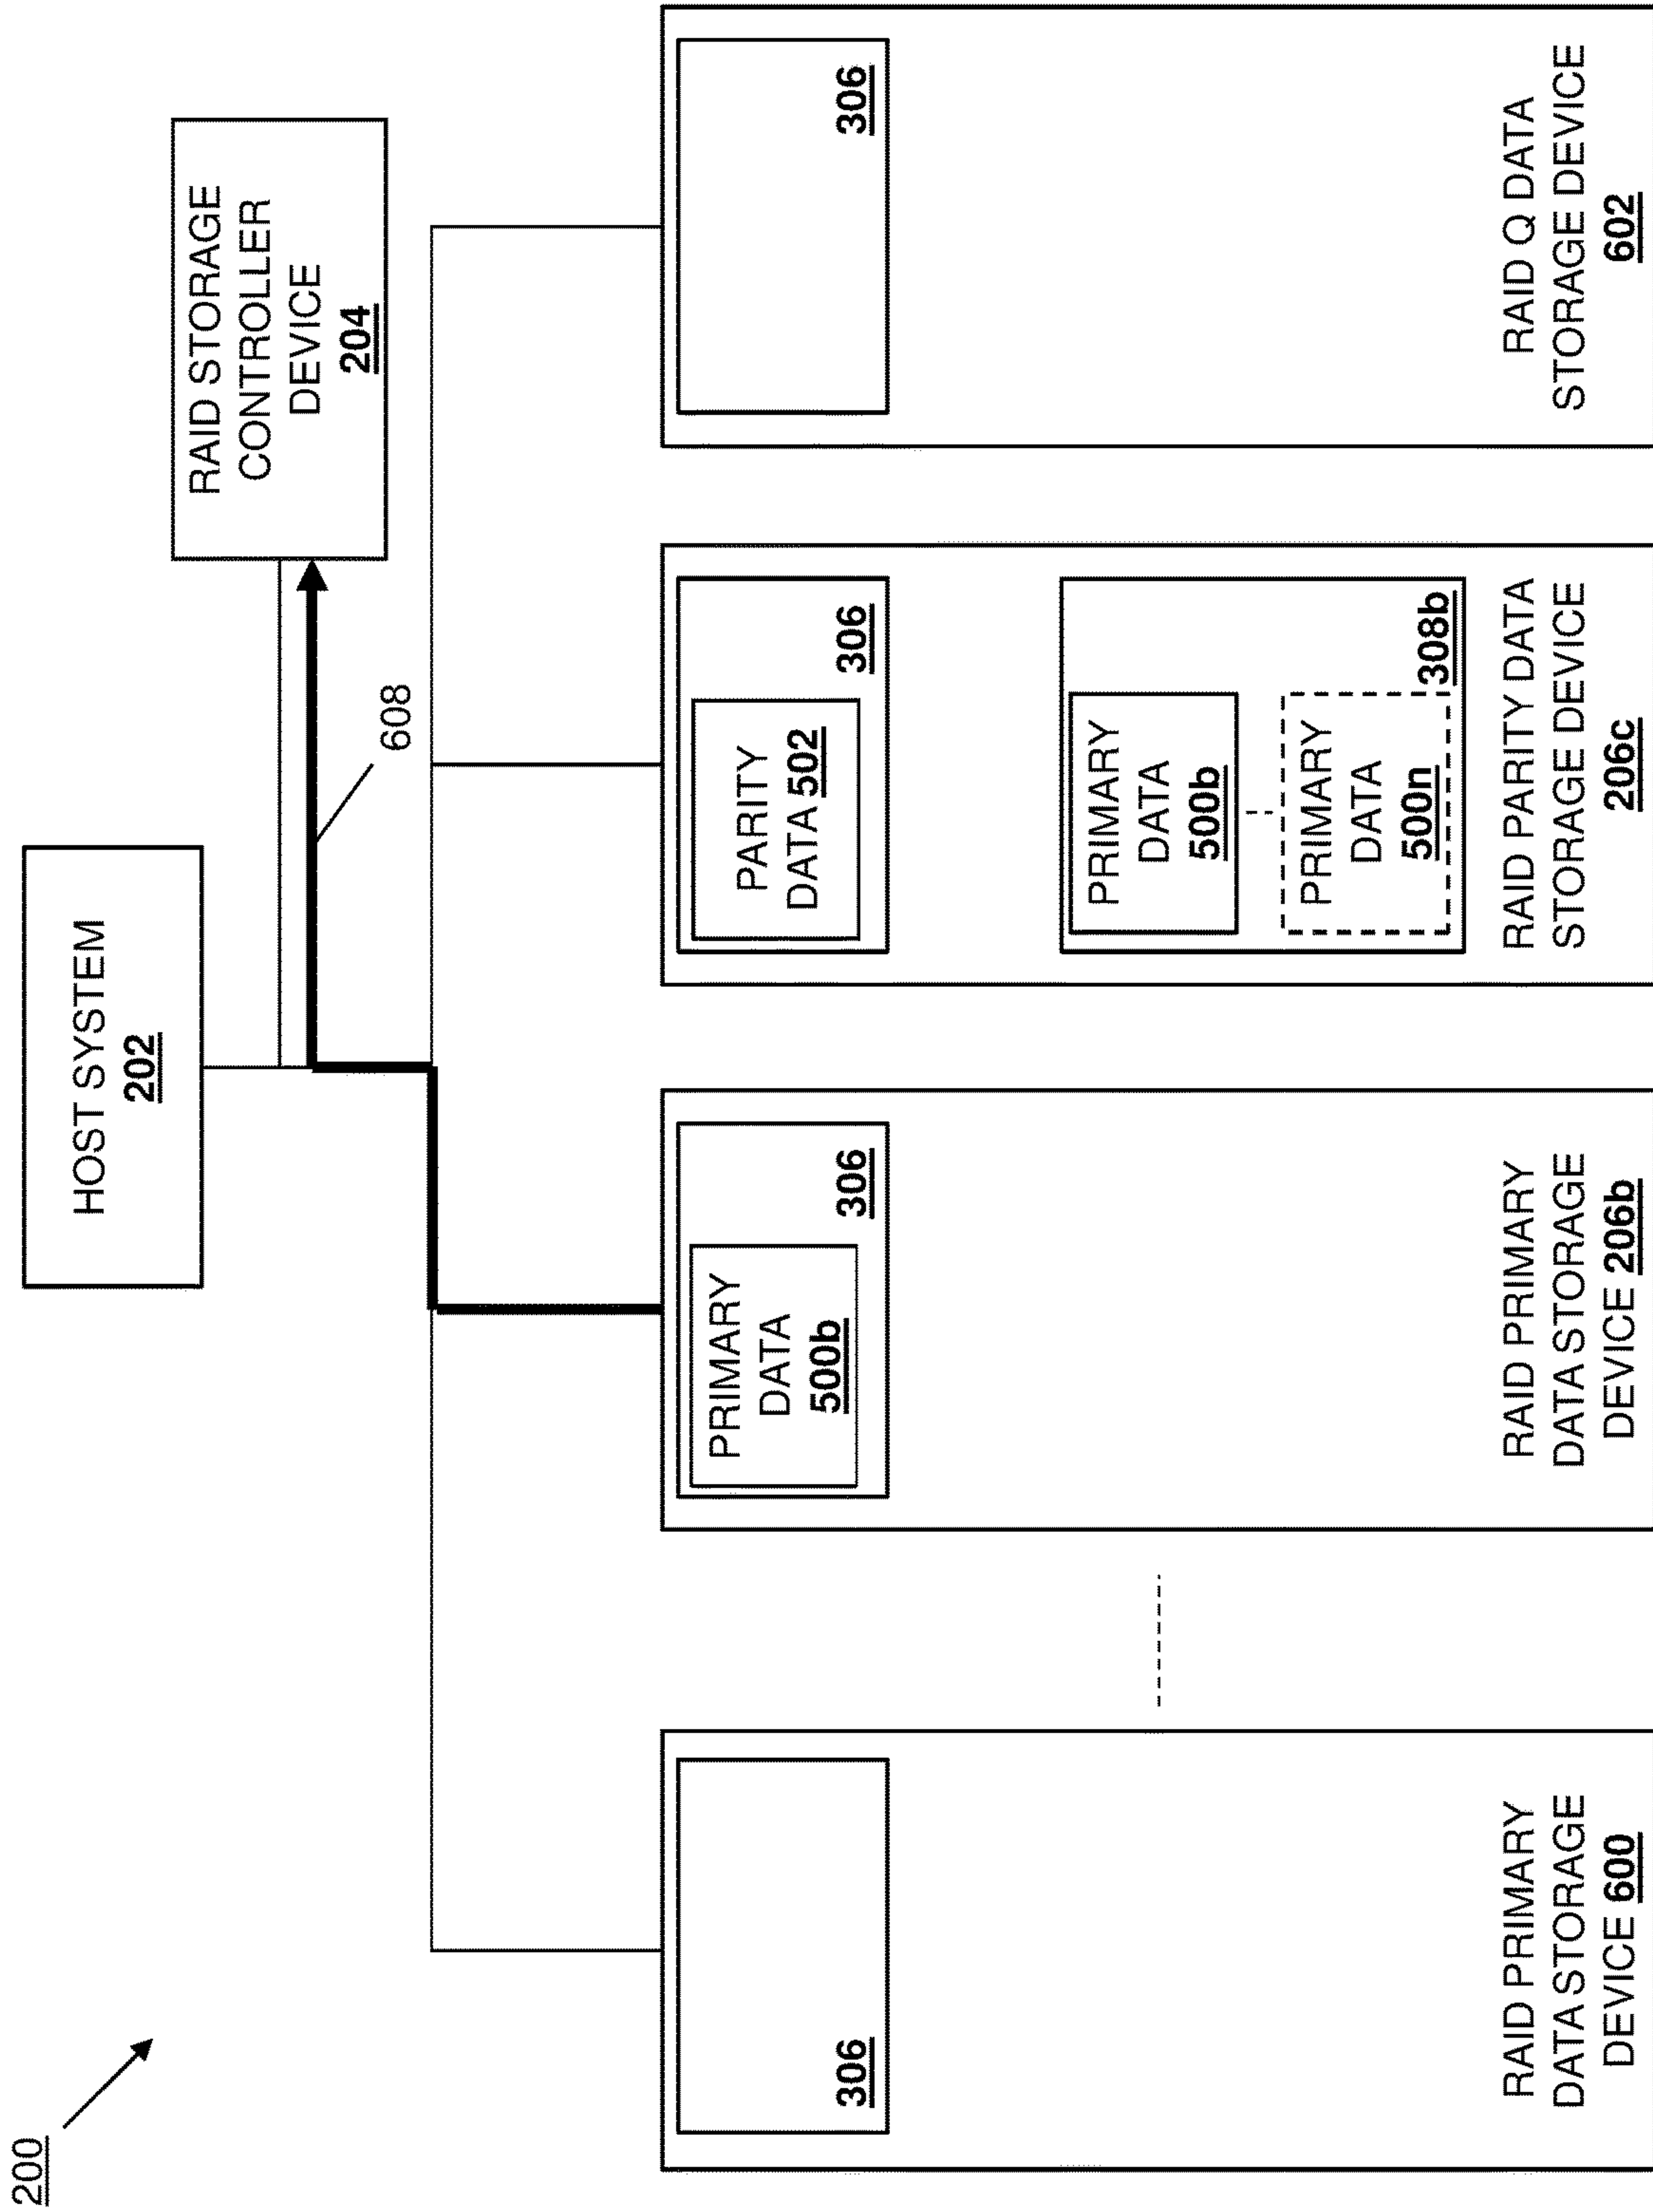 200
HOST SYSTEM
202
RAID STORAGE
CONTROLLER
DEVICE
204
608
306
RAID PRIMARY
DATA STORAGE
DEVICE 600
PRIMARY
DATA
500b
306
RAID PRIMARY
DATA STORAGE
DEVICE 206b
PARITY
DATA 502
306
PRIMARY
DATA
500b
PRIMARY
DATA
500n
308b
RAID PARITY DATA
STORAGE DEVICE
206c
306
RAID Q DATA
STORAGE DEVICE
602